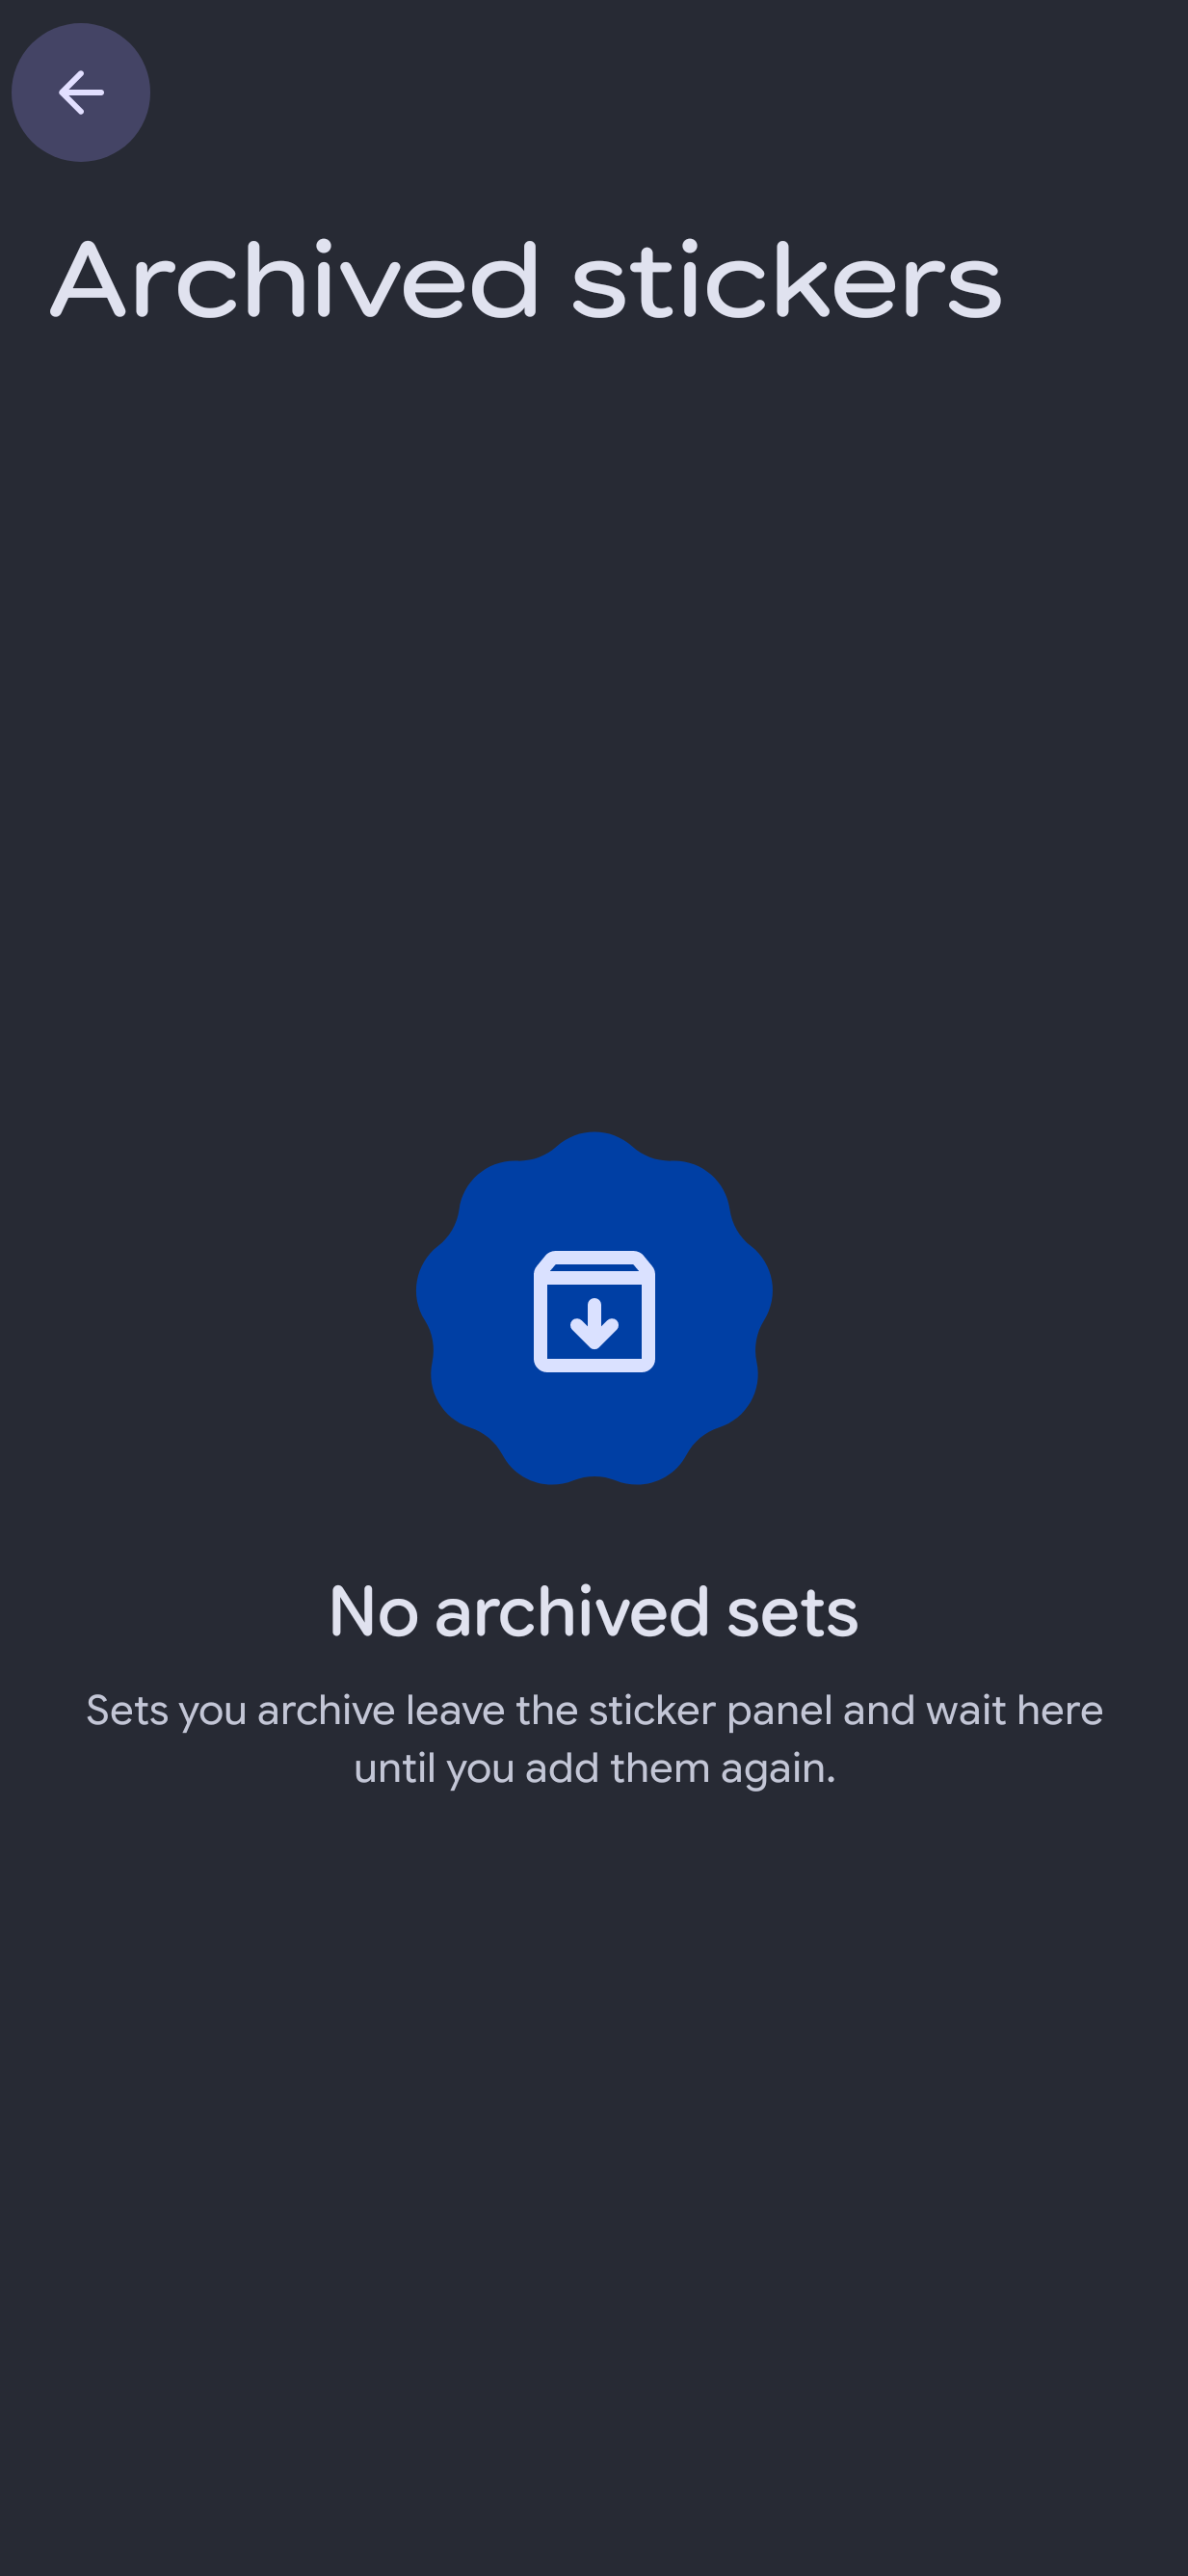 Archived stickers
No archived sets
Sets you archive leave the sticker panel and wait here
until you add them again.